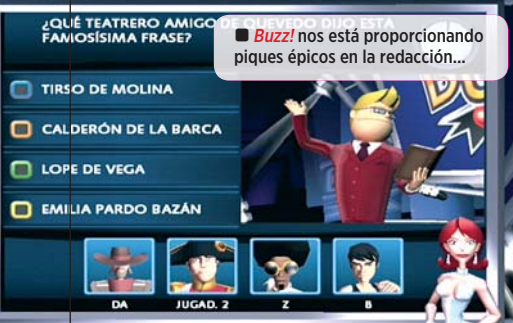 ¿QUÉ TEATRERO AMIGO DE QUEVEDO DIJO ESTA
FAMOSÍSIMA FRASE?
■ Buzz! nos está proporcionando
piques épicos en la redacción...
TIRSO DE MOLINA
CALDERÓN DE LA BARCA
LOPE DE VEGA
EMILIA PARDO BAZÁN
DA
JUGAD. 2
Z
B